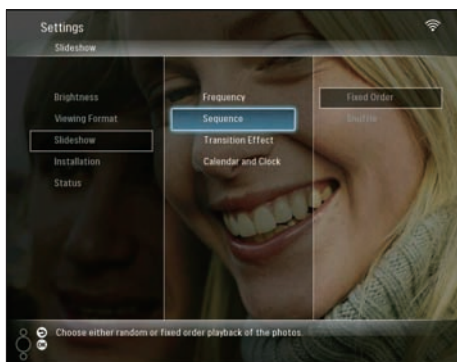 Settings
Slideshow
Brightness
Viewing Format
Slideshow
Installation
Status
Frequency
Sequence
Transition Effect
Calendar and Clock
Fixed Order
Shuffle
Choose either random or fixed order playback of the photos.
OK